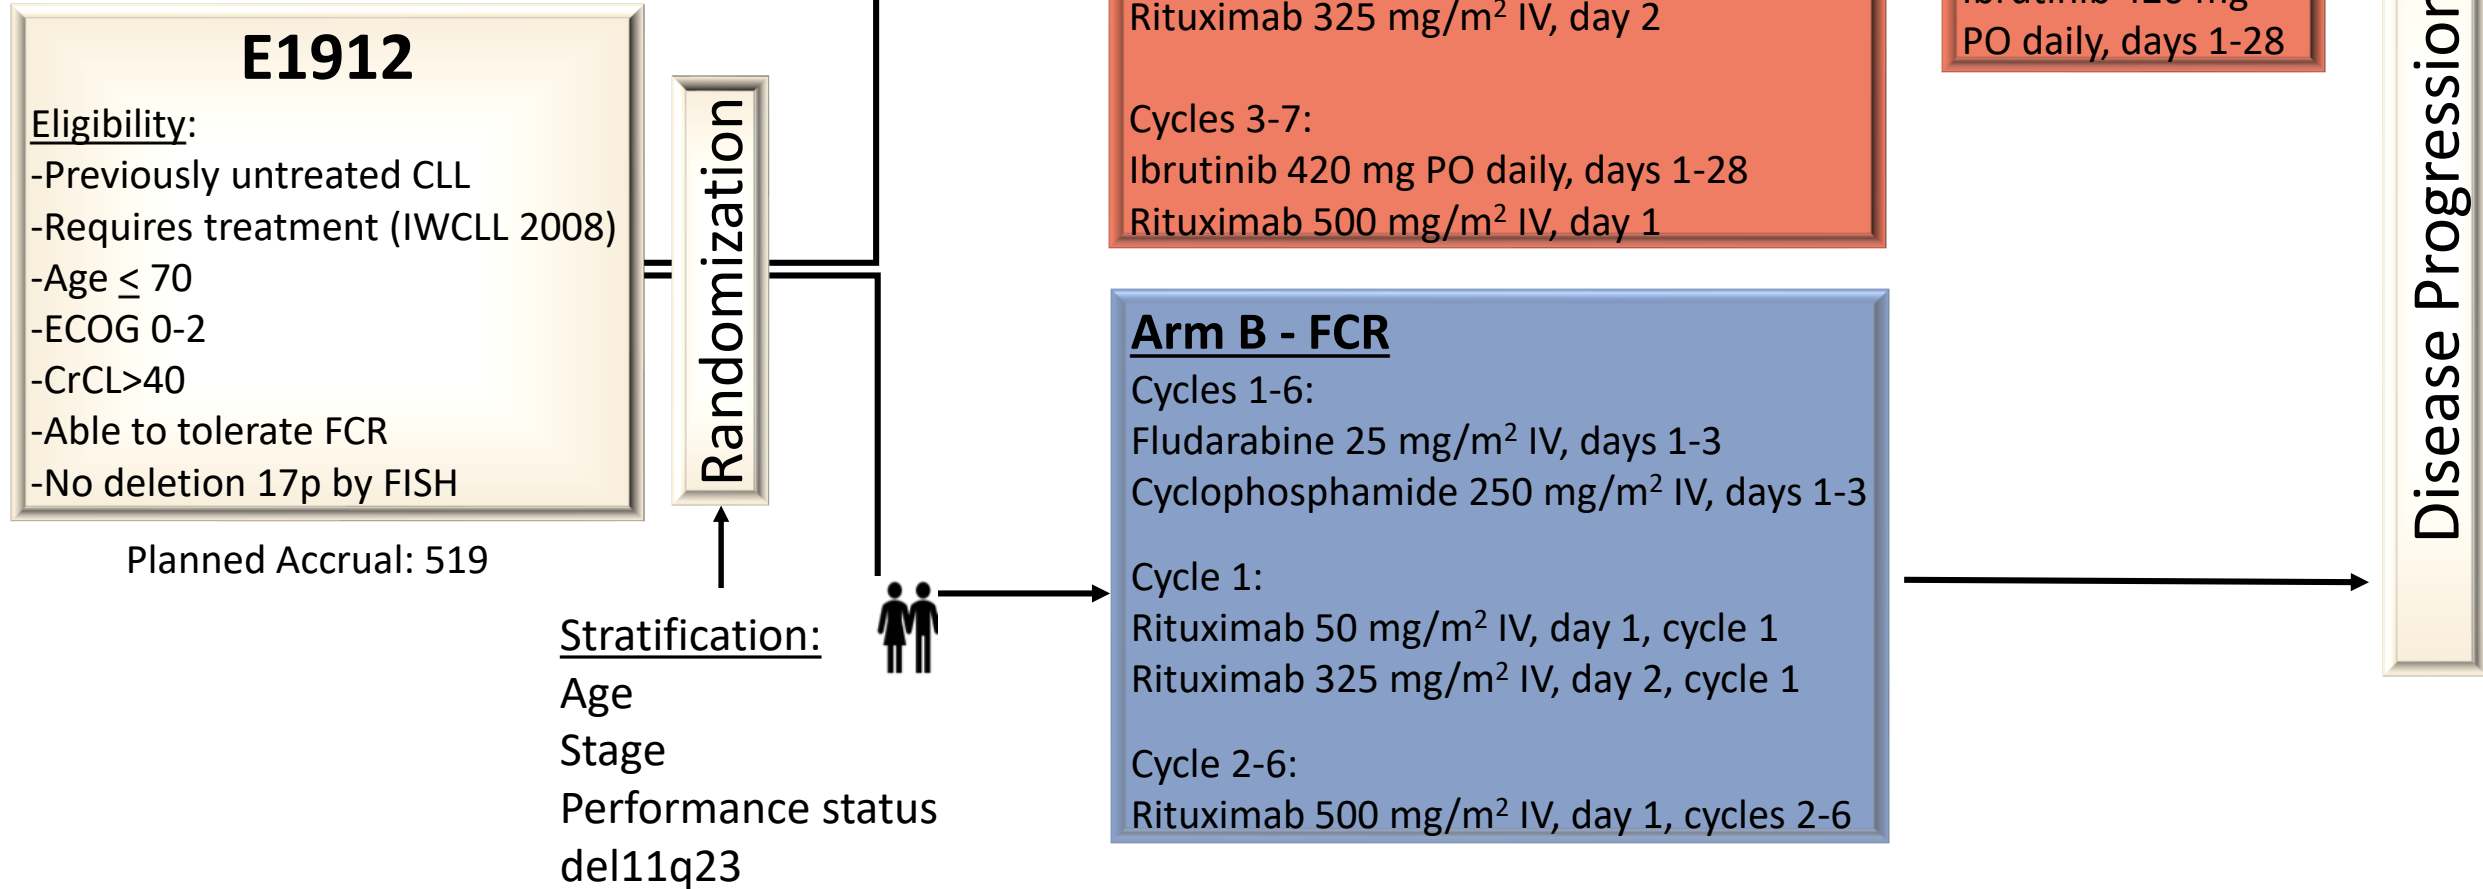 E1912
Eligibility:
-Previously untreated CLL
-Requires treatment (IWCLL 2008)
-Age ≤ 70
-ECOG 0-2
-CrCL>40
-Able to tolerate FCR
-No deletion 17p by FISH
Planned Accrual: 519
Randomization
Stratification:
Age
Stage
Performance status
del11q23
Rituximab 325 mg/m² IV, day 2
Cycles 3-7:
Ibrutinib 420 mg PO daily, days 1-28
Rituximab 500 mg/m² IV, day 1
Ibrutinib 420 mg
PO daily, days 1-28
Arm B - FCR
Cycles 1-6:
Fludarabine 25 mg/m² IV, days 1-3
Cyclophosphamide 250 mg/m² IV, days 1-3
Cycle 1:
Rituximab 50 mg/m² IV, day 1, cycle 1
Rituximab 325 mg/m² IV, day 2, cycle 1
Cycle 2-6:
Rituximab 500 mg/m² IV, day 1, cycles 2-6
Disease Progression